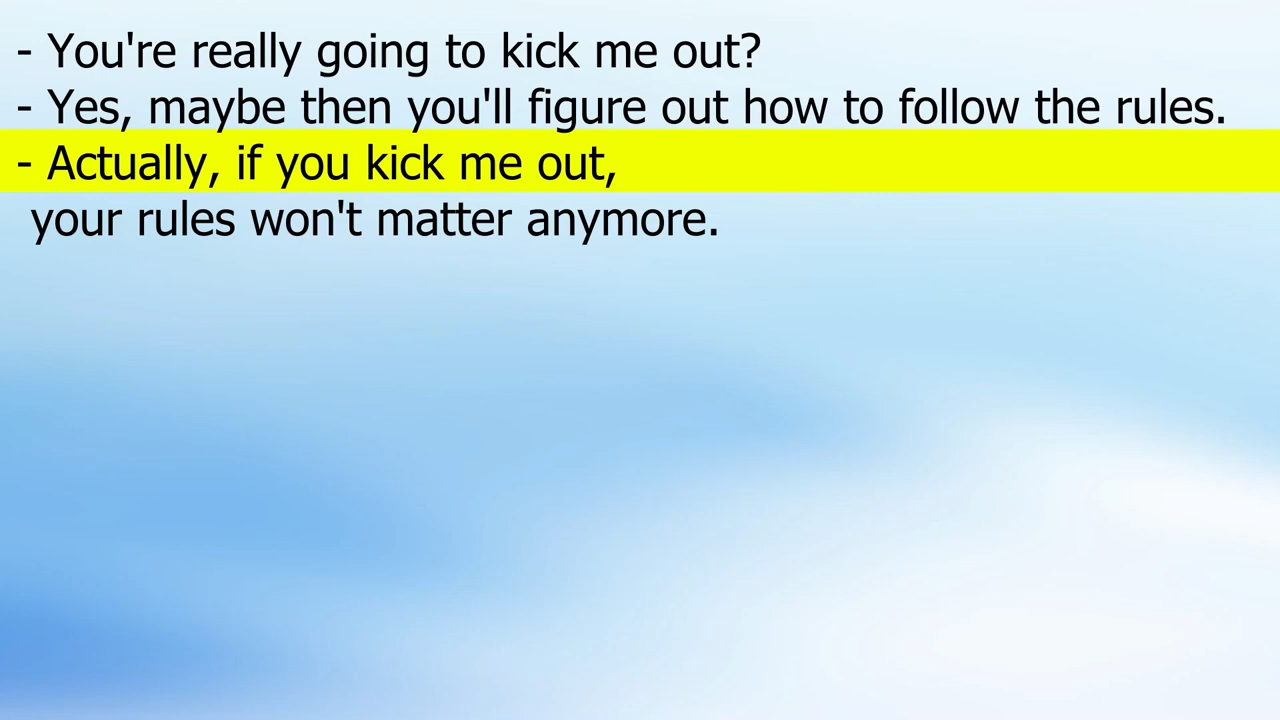 - You're really going to kick me out?
- Yes, maybe then you'll figure out how to follow the rules.
- Actually, if you kick me out,
your rules won't matter anymore.